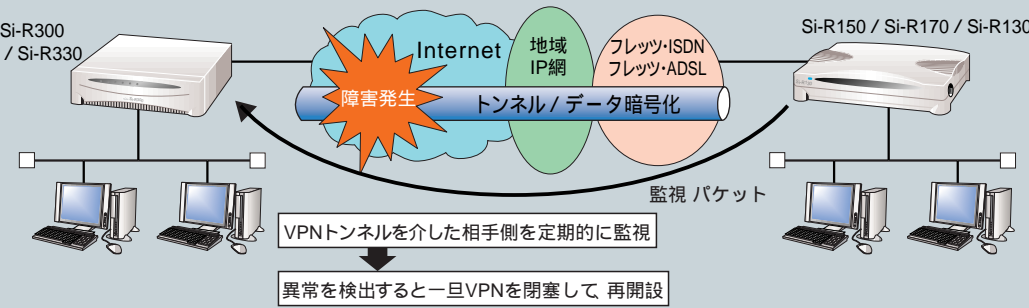 Si-R300
/ Si-R330
Internet
地域
IP網
フレッツ・ISDN
フレッツ・ADSL
Si-R150 / Si-R170 / Si-R130
障害発生
トンネル / データ暗号化
監視 パケット
VPNトンネルを介した相手側を定期的に監視
異常を検出すると一旦VPNを閉塞して、再開設